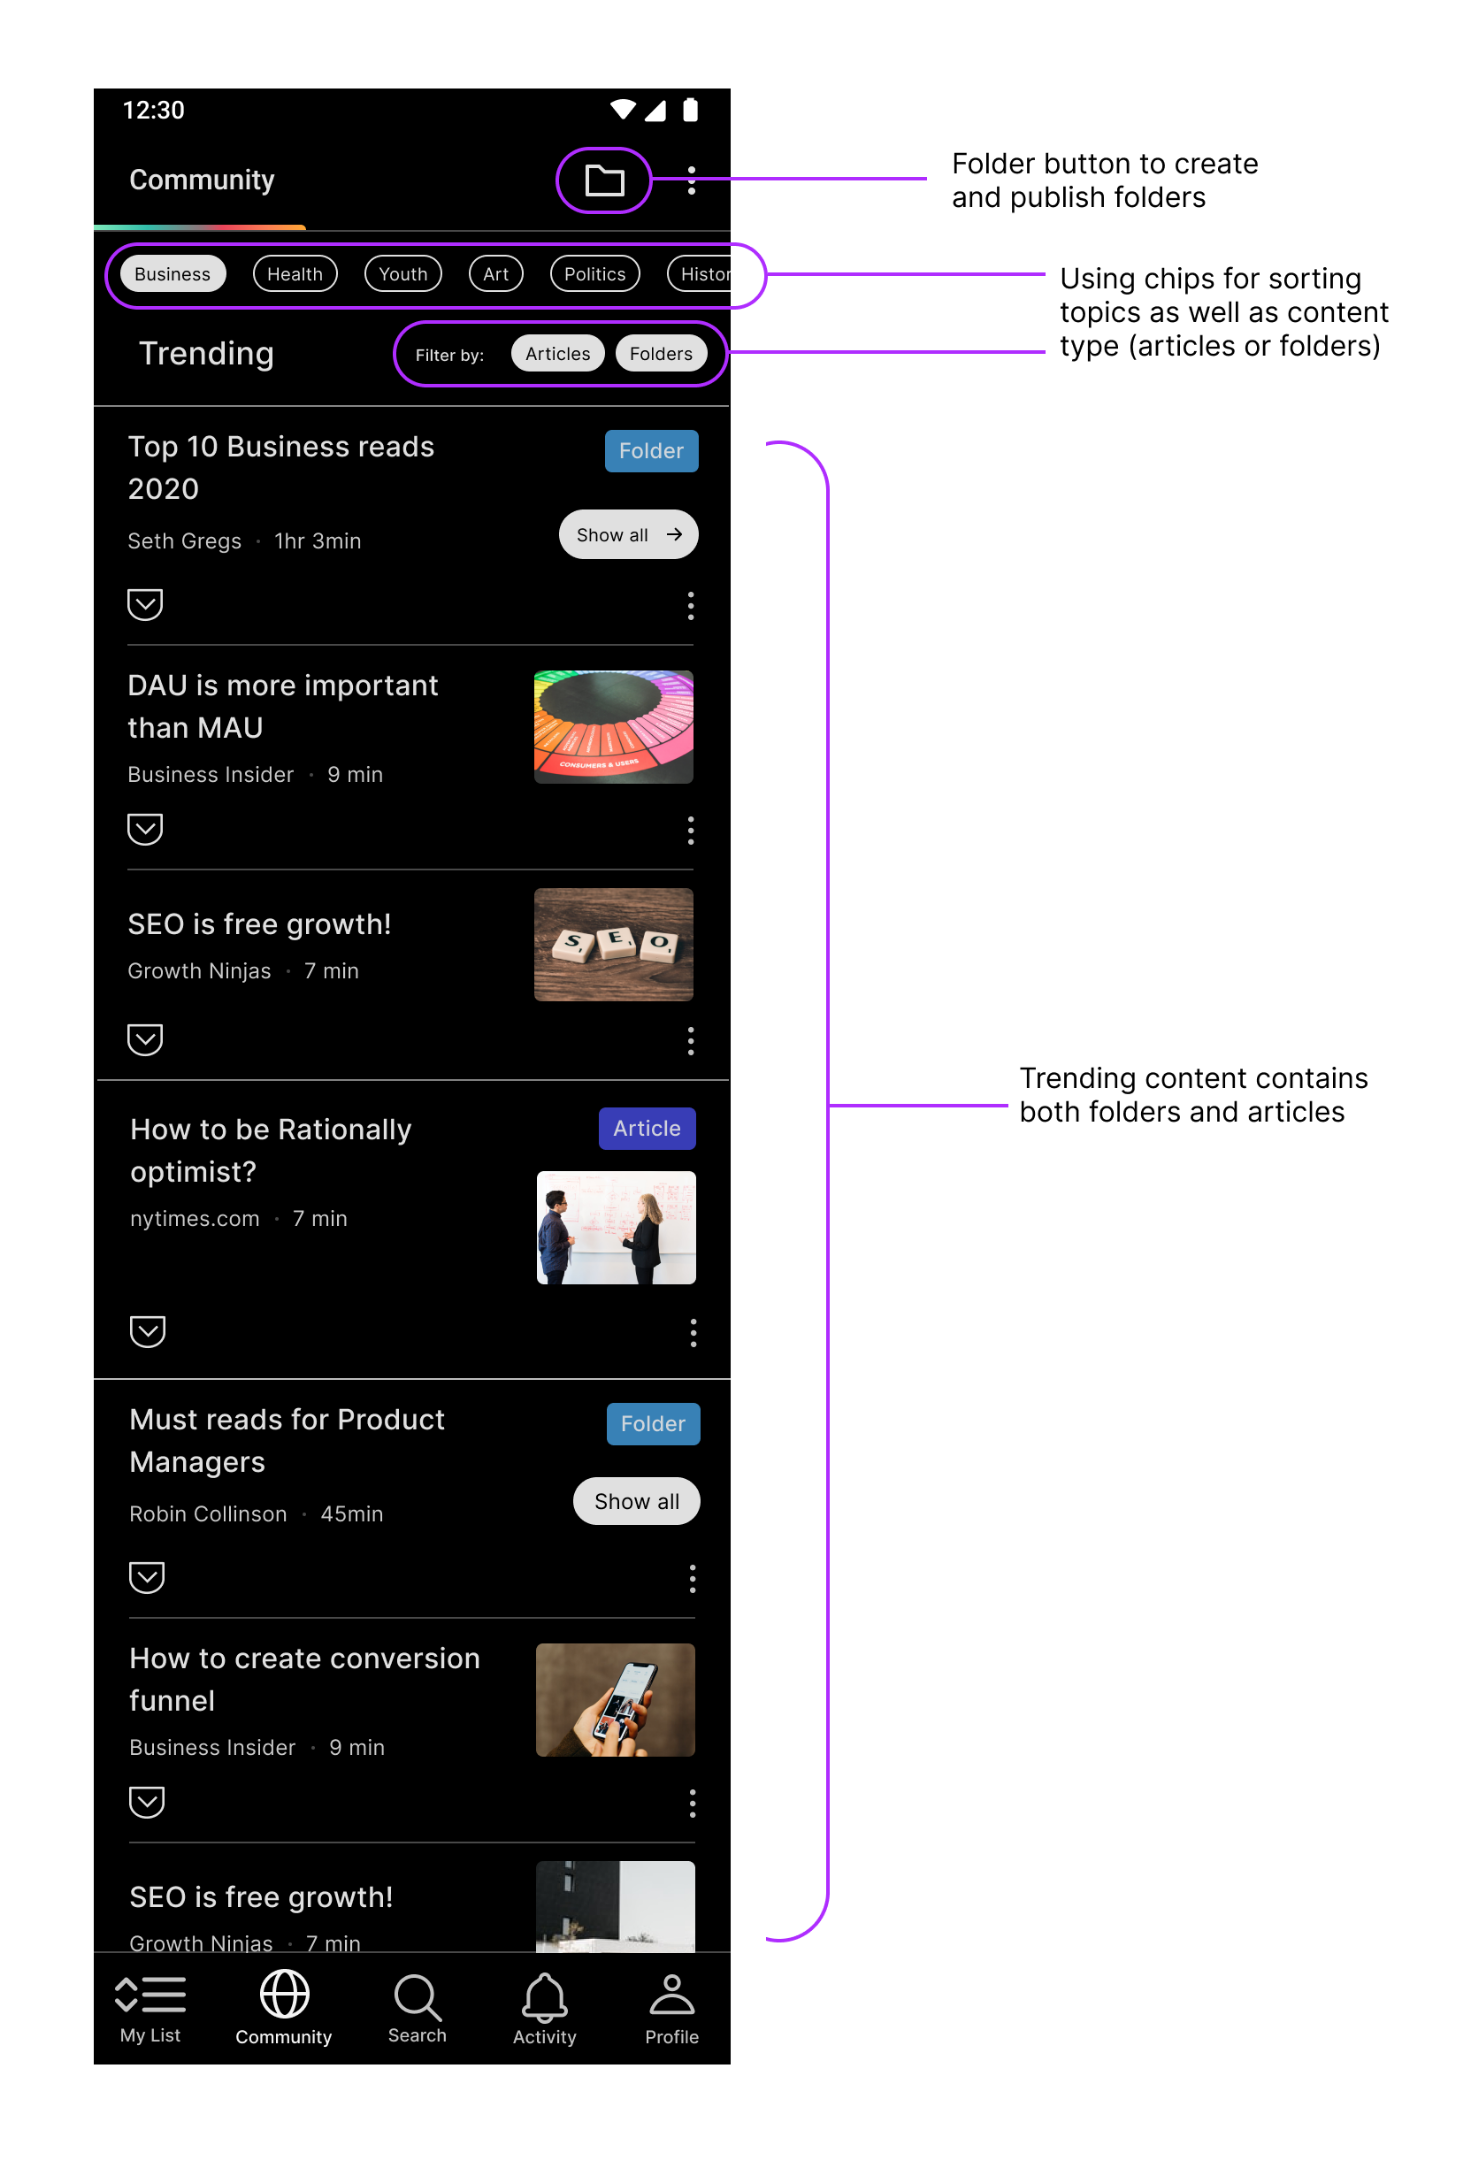 12:30
Community
Folder button to create
and publish folders
Business Health Youth Art Politics Histor
Using chips for sorting
topics as well as content
type (articles or folders)
Trending
Filter by: Articles Folders
Top 10 Business reads
2020
Folder
Seth Gregs · 1hr 3min
Show all →
DAU is more important
than MAU
Business Insider · 9 min
CONSUMERS & USERS
SEO is free growth!
Growth Ninjas · 7 min
S E O
Trending content contains
both folders and articles
How to be Rationally
optimist?
Article
nytimes.com · 7 min
Must reads for Product
Managers
Folder
Robin Collinson · 45min
Show all
How to create conversion
funnel
Business Insider · 9 min
SEO is free growth!
Growth Ninjas · 7 min
My List Community Search Activity Profile